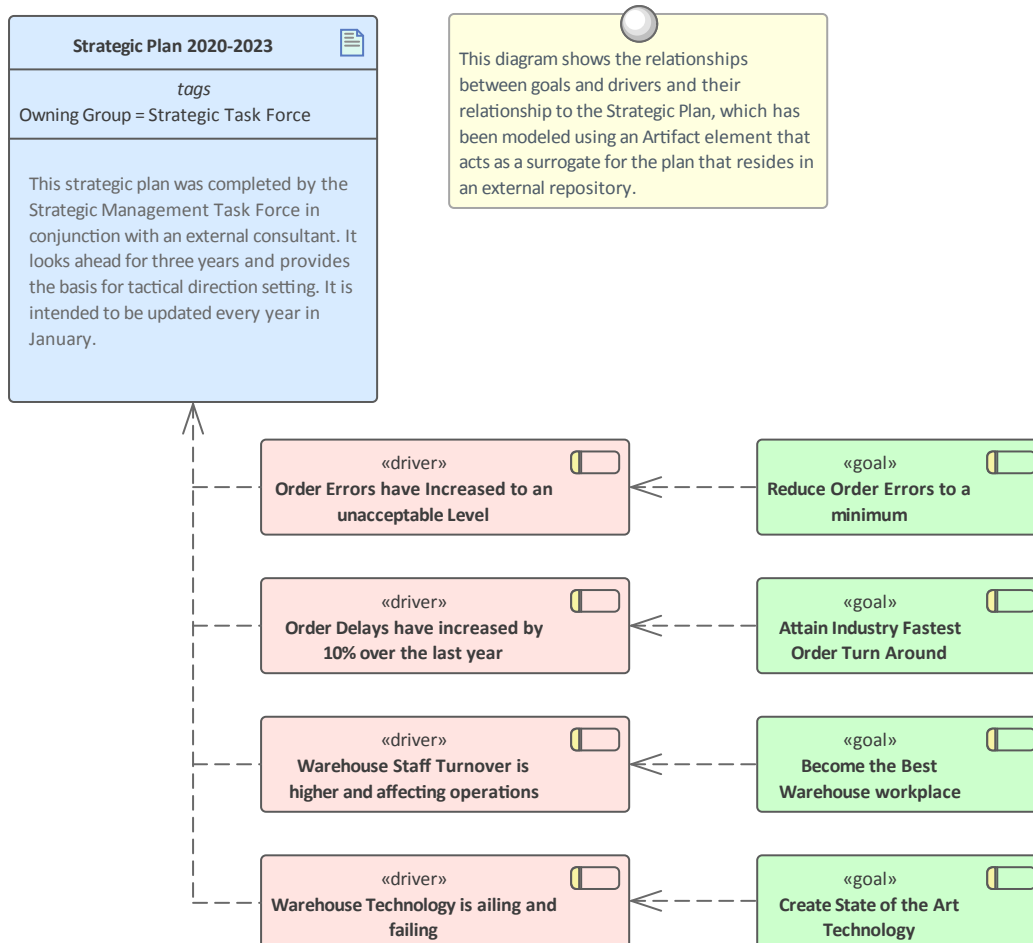 Strategic Plan 2020-2023
tags
Owning Group = Strategic Task Force
This strategic plan was completed by the
Strategic Management Task Force in
conjunction with an external consultant. It
looks ahead for three years and provides
the basis for tactical direction setting. It is
intended to be updated every year in
January.
This diagram shows the relationships
between goals and drivers and their
relationship to the Strategic Plan, which has
been modeled using an Artifact element that
acts as a surrogate for the plan that resides in
an external repository.
«driver»
Order Errors have Increased to an
unacceptable Level
«goal»
Reduce Order Errors to a
minimum
«driver»
Order Delays have increased by
10% over the last year
«goal»
Attain Industry Fastest
Order Turn Around
«driver»
Warehouse Staff Turnover is
higher and affecting operations
«goal»
Become the Best
Warehouse workplace
«driver»
Warehouse Technology is ailing and
failing
«goal»
Create State of the Art
Technology